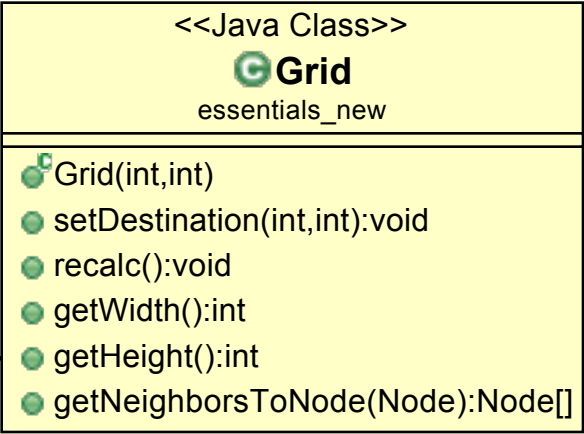 <<Java Class>>
C Grid
essentials_new
C Grid(int,int)
setDestination(int,int):void
recalc():void
getWidth():int
getHeight():int
getNeighborsToNode(Node):Node[]